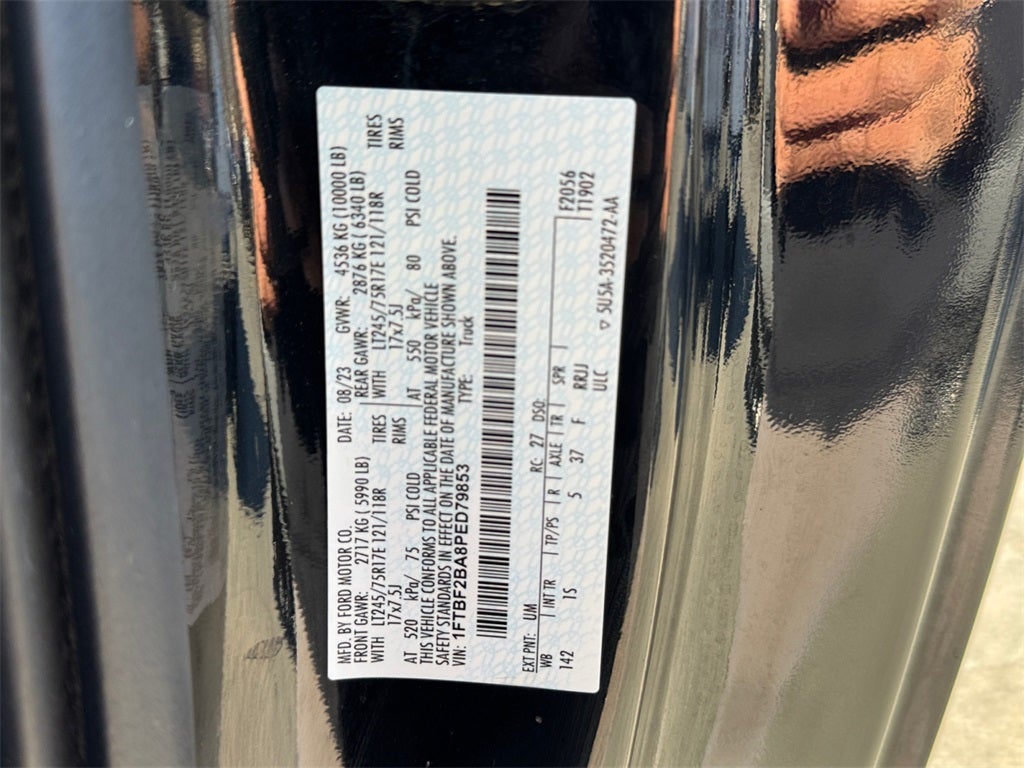 MFD. BY FORD MOTOR CO. DATE: 08/23 GVWR: 4536 KG (10000 LB)
FRONT GAWR: 2717 KG (5990 LB) REAR GAWR: 2876 KG (6340 LB)
WITH LT245/75R17E 121/118R TIRES WITH LT245/75R17E 121/118R TIRES
17x7.5J RIMS 17x7.5J RIMS
AT 520 kPa/ 75 PSI COLD AT 550 kPa/ 80 PSI COLD
THIS VEHICLE CONFORMS TO ALL APPLICABLE FEDERAL MOTOR VEHICLE
SAFETY STANDARDS IN EFFECT ON THE DATE OF MANUFACTURE SHOWN ABOVE.
VIN: 1FTBF2BA8PED79853 TYPE: Truck
EXT PNT: UM RC: 27 DSO:
WB INT TR TP/PS R AXLE TR SPR F2056
142 1S 5 37 F RRUJ T1902
ULC
5U5A-3520472-AA